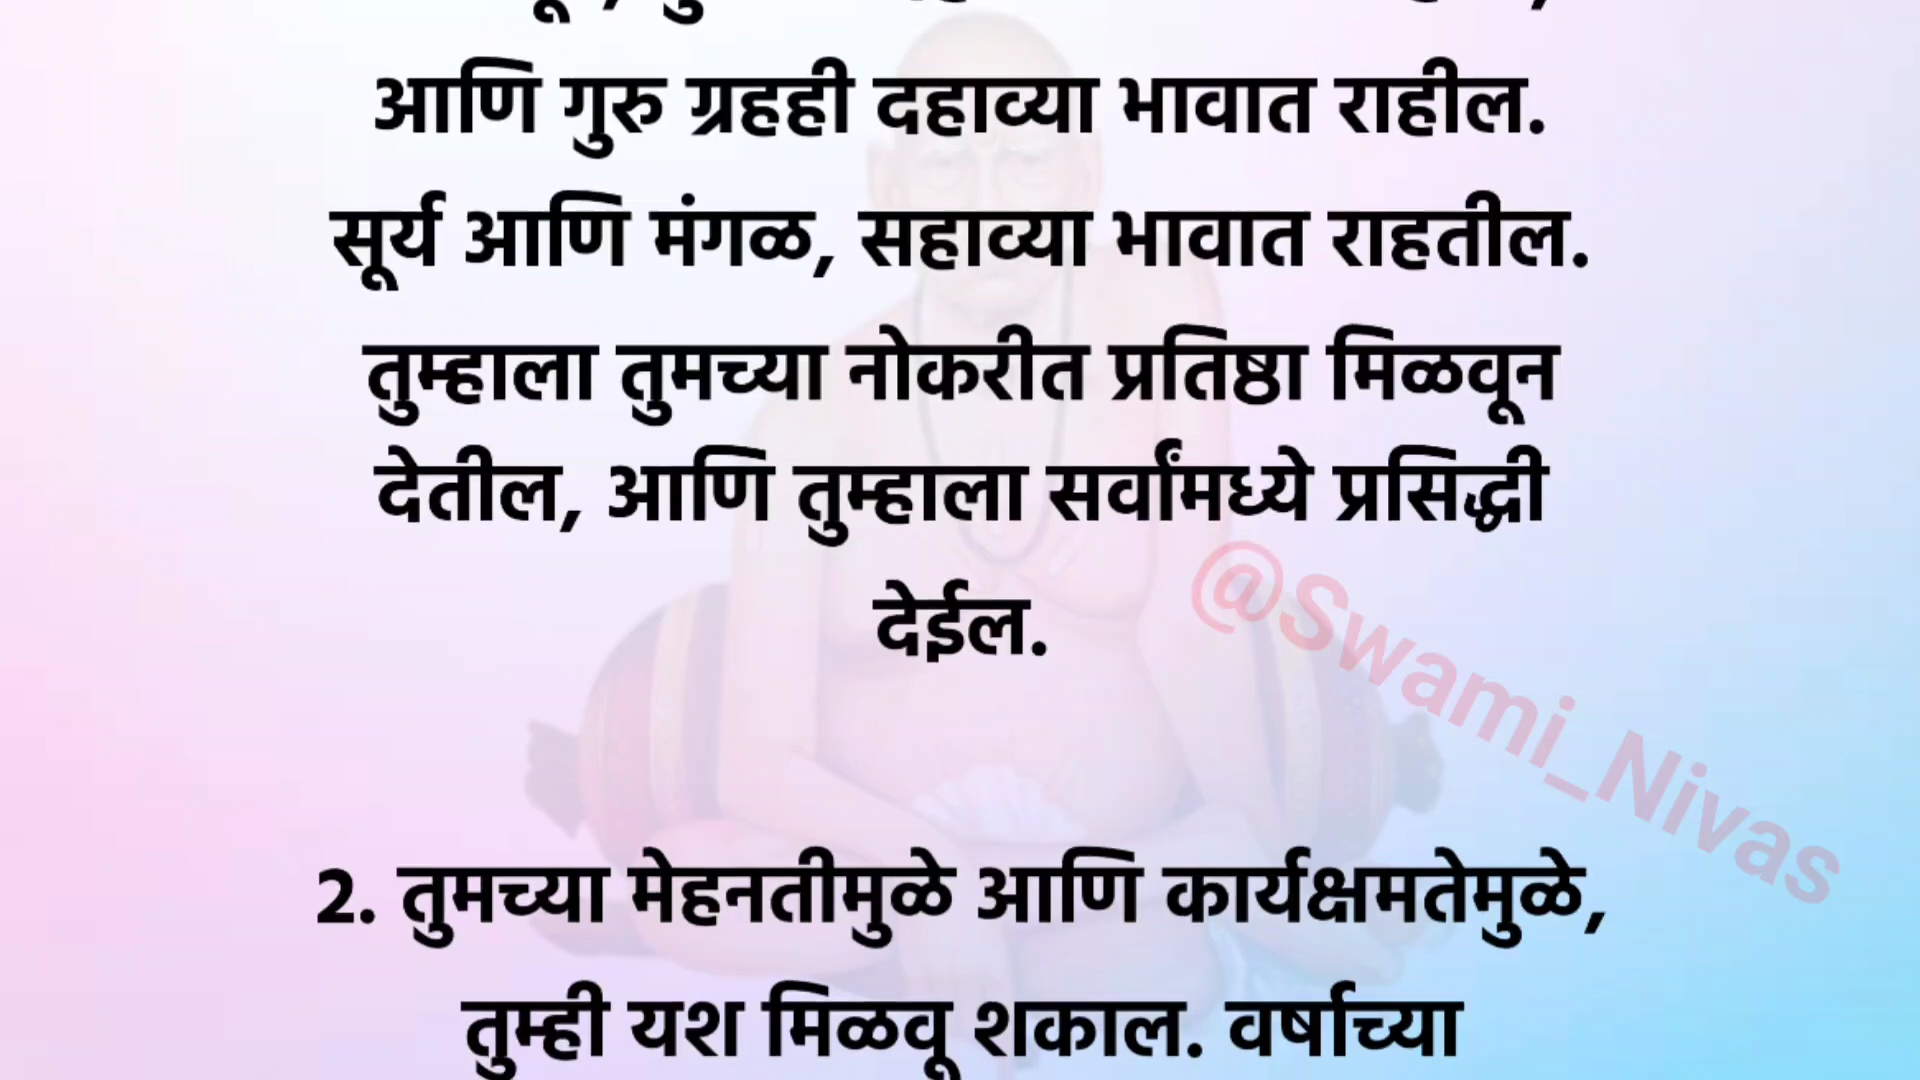 आणि गुरु ग्रहही दहाव्या भावात राहील.
सूर्य आणि मंगळ, सहाव्या भावात राहतील.
तुम्हाला तुमच्या नोकरीत प्रतिष्ठा मिळवून
देतील, आणि तुम्हाला सर्वांमध्ये प्रसिद्धी
देईल.
@Swami_Nivas
2. तुमच्या मेहनतीमुळे आणि कार्यक्षमतेमुळे,
तुम्ही यश मिळवू शकाल. वर्षाच्या